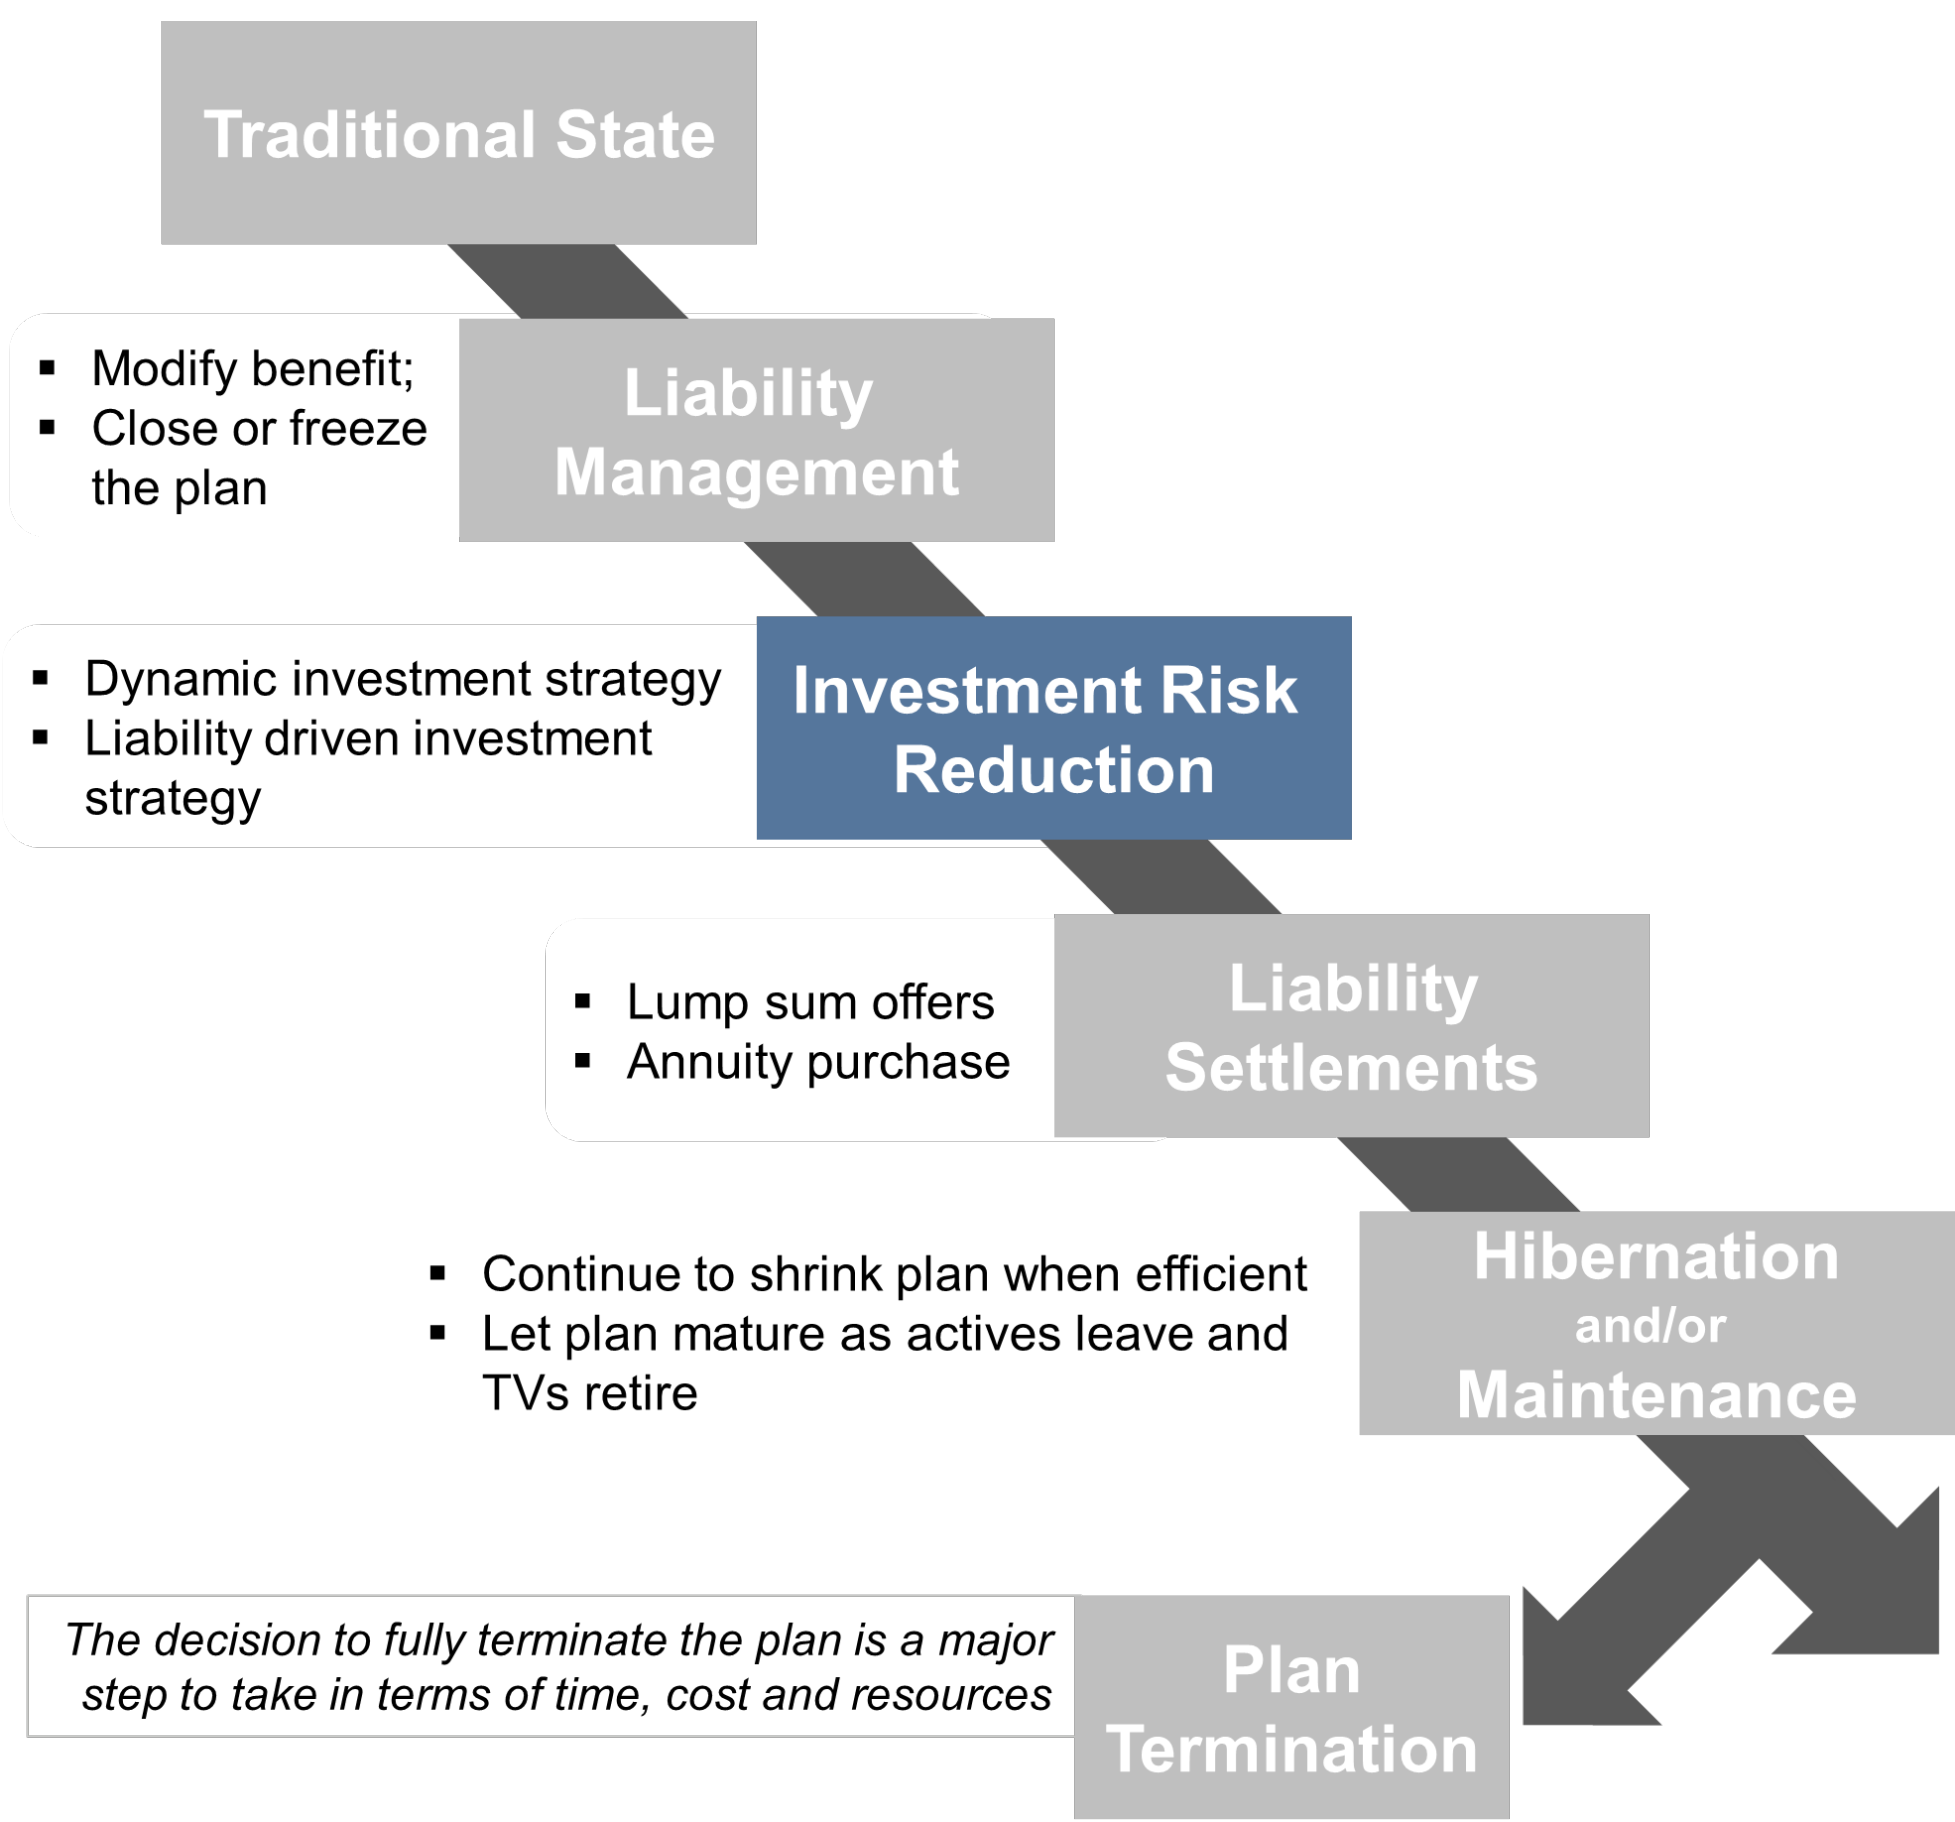 Traditional State
▪ Modify benefit;
▪ Close or freeze
the plan
Liability
Management
▪ Dynamic investment strategy
▪ Liability driven investment
strategy
Investment Risk
Reduction
▪ Lump sum offers
▪ Annuity purchase
Liability
Settlements
▪ Continue to shrink plan when efficient
▪ Let plan mature as actives leave and
TVs retire
Hibernation
and/or
Maintenance
The decision to fully terminate the plan is a major
step to take in terms of time, cost and resources
Plan
Termination